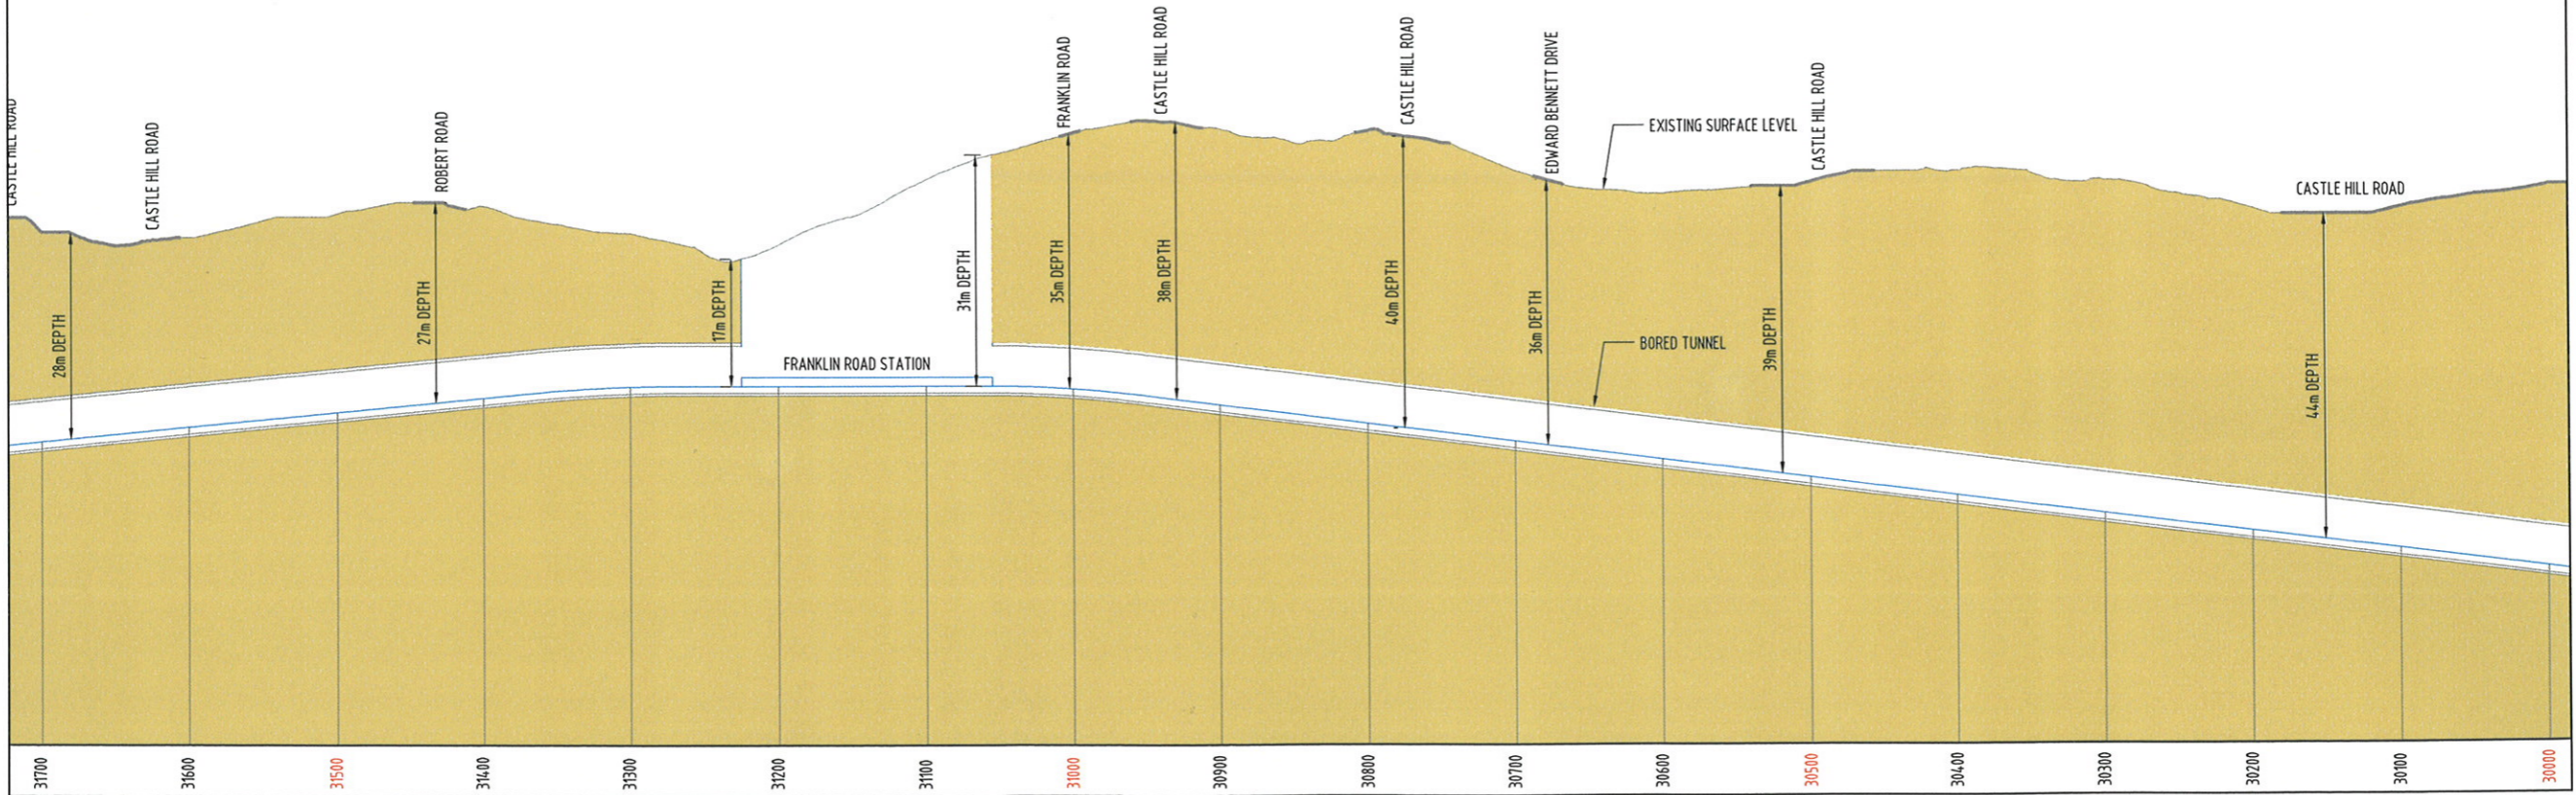 CASTLE HILL ROAD
CASTLE HILL ROAD
ROBERT ROAD
FRANKLIN ROAD
CASTLE HILL ROAD
CASTLE HILL ROAD
EDWARD BENNETT DRIVE
EXISTING SURFACE LEVEL
CASTLE HILL ROAD
CASTLE HILL ROAD
28m DEPTH
27m DEPTH
17m DEPTH
31m DEPTH
35m DEPTH
38m DEPTH
40m DEPTH
36m DEPTH
39m DEPTH
44m DEPTH
FRANKLIN ROAD STATION
BORED TUNNEL
31700
31600
31500
31400
31300
31200
31100
31000
30900
30800
30700
30600
30500
30400
30300
30200
30100
30000